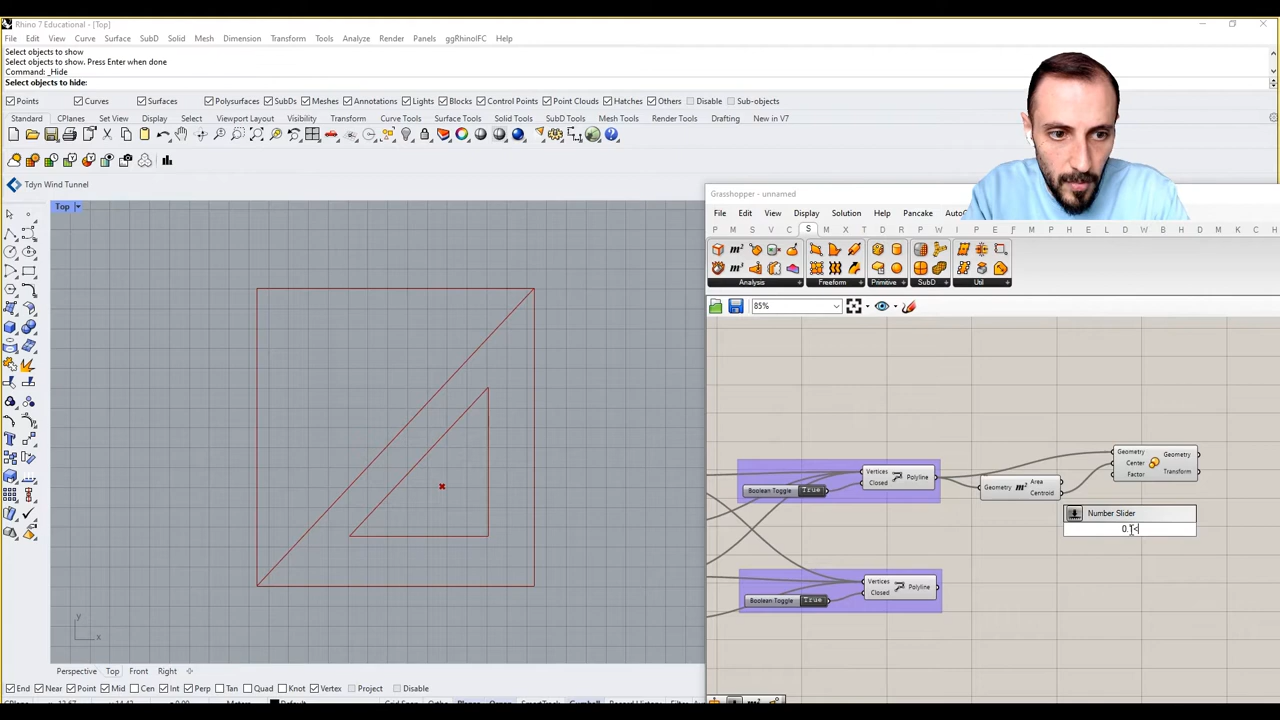 Rhino 7 Educational - [Top]
File Edit View Curve Surface SubD Solid Mesh Dimension Transform Tools Analyze Render Panels ggRhinoIFC Help
Select objects to show
Select objects to show. Press Enter when done
Command: _Hide
Select objects to hide:
Points Curves Surfaces Polysurfaces SubDs Meshes Annotations Lights Blocks Control Points Point Clouds Hatches Others Disable Sub-objects
Standard CPlanes Set View Display Select Viewport Layout Visibility Transform Curve Tools Surface Tools Solid Tools SubD Tools Mesh Tools Render Tools Drafting New in V7
Tdyn Wind Tunnel
Top
Grasshopper - unnamed
File Edit View Display Solution Help Pancake
P M S V C S M X T D R A P B K L D E W C H D H
Analysis Freeform Primitive SubD Util
85%
Boolean Toggle True
Vertices
Closed
Polyline
Geometry
Area
Centroid
Geometry
Center
Factor
Geometry
Transform
Number Slider
Boolean Toggle True
Vertices
Closed
Polyline
y
x
Perspective Top Front Right
End Near Point Mid Cen Int Perp Tan Quad Knot Vertex Project Disable